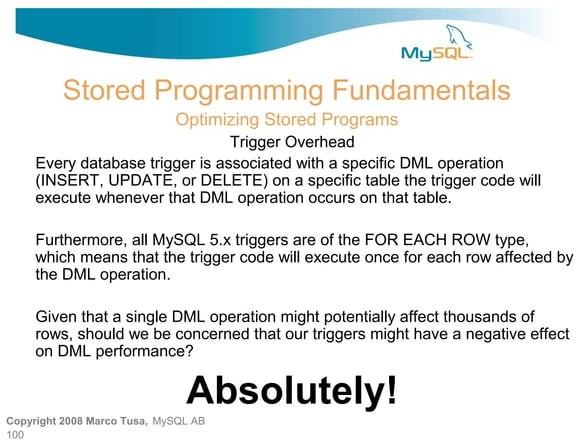 MySQL
Stored Programming Fundamentals
Optimizing Stored Programs
Trigger Overhead
Every database trigger is associated with a specific DML operation
(INSERT, UPDATE, or DELETE) on a specific table the trigger code will
execute whenever that DML operation occurs on that table.
Furthermore, all MySQL 5.x triggers are of the FOR EACH ROW type,
which means that the trigger code will execute once for each row affected by
the DML operation.
Given that a single DML operation might potentially affect thousands of
rows, should we be concerned that our triggers might have a negative effect
on DML performance?
Absolutely!
Copyright 2008 Marco Tusa, MySQL AB
100